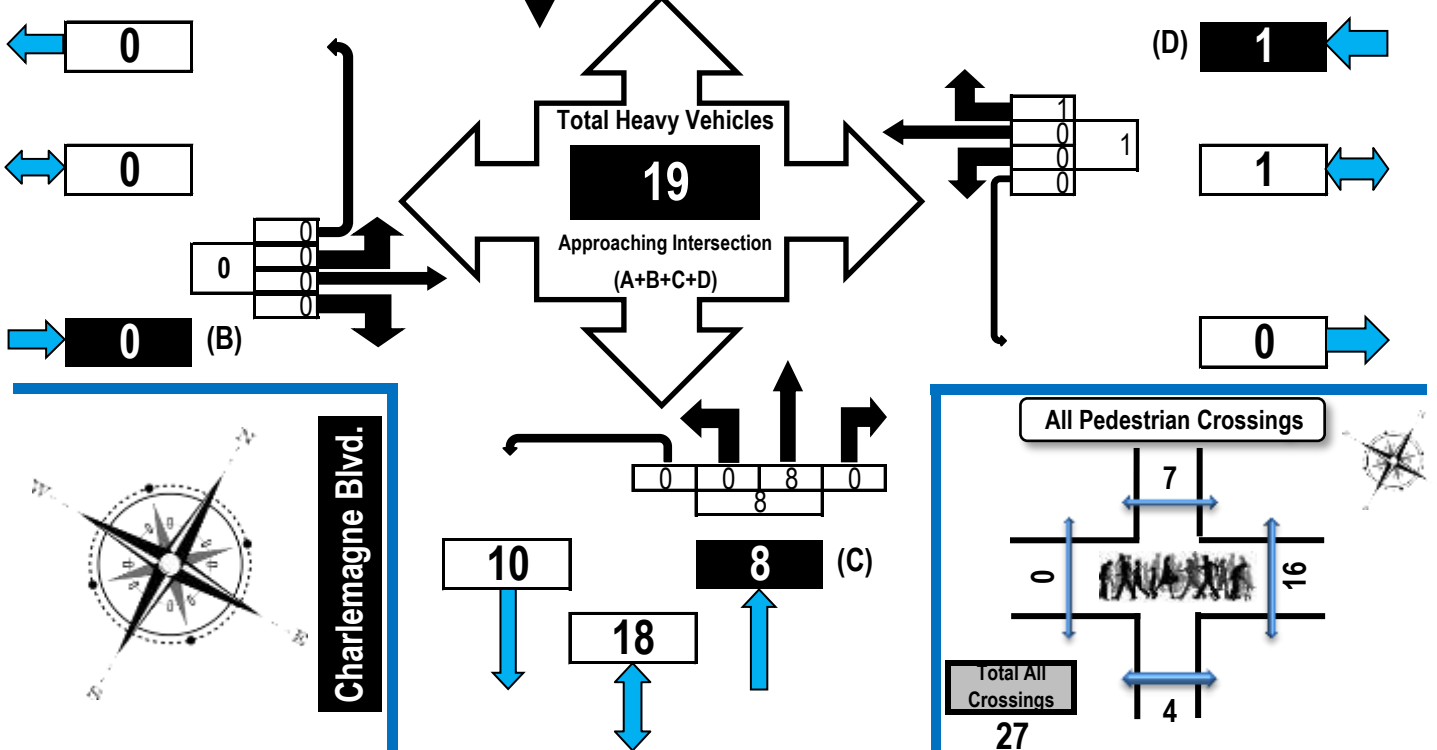 0
(D) 1
Total Heavy Vehicles
1
0
0
0
1
0
19
1
Approaching Intersection
(A+B+C+D)
0
0
0
0
0
0 (B)
0
All Pedestrian Crossings
Charlemagne Blvd.
N
W
E
0 0 8 0
8
7
10
8 (C)
0
16
18
Total All
Crossings
27
4